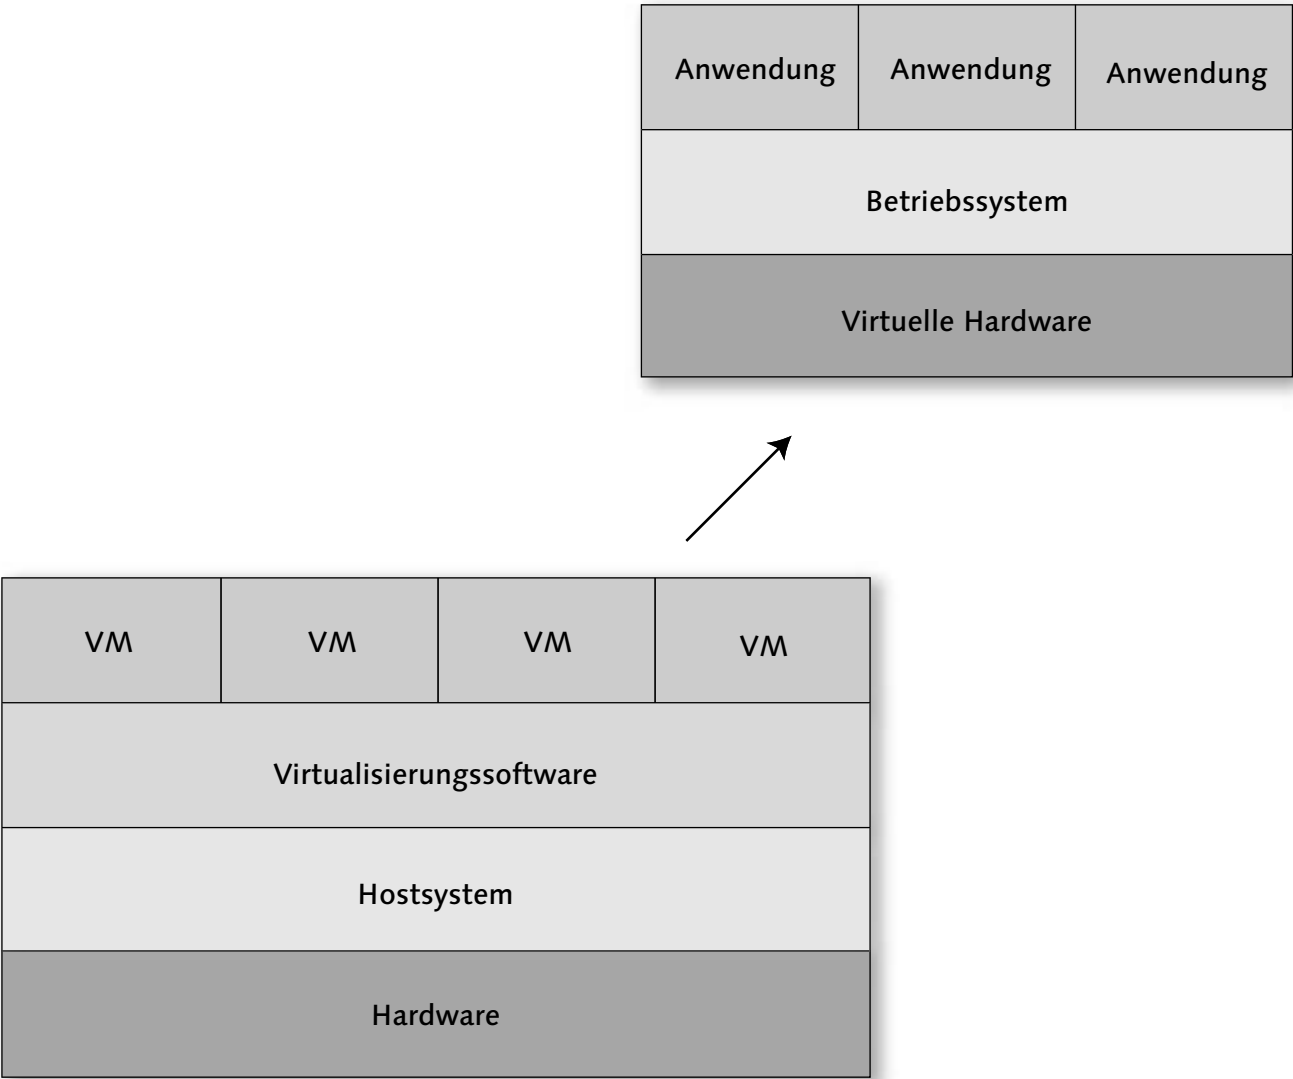 Anwendung
Anwendung
Anwendung
Betriebssystem
Virtuelle Hardware
VM
VM
VM
VM
Virtualisierungssoftware
Hostsystem
Hardware